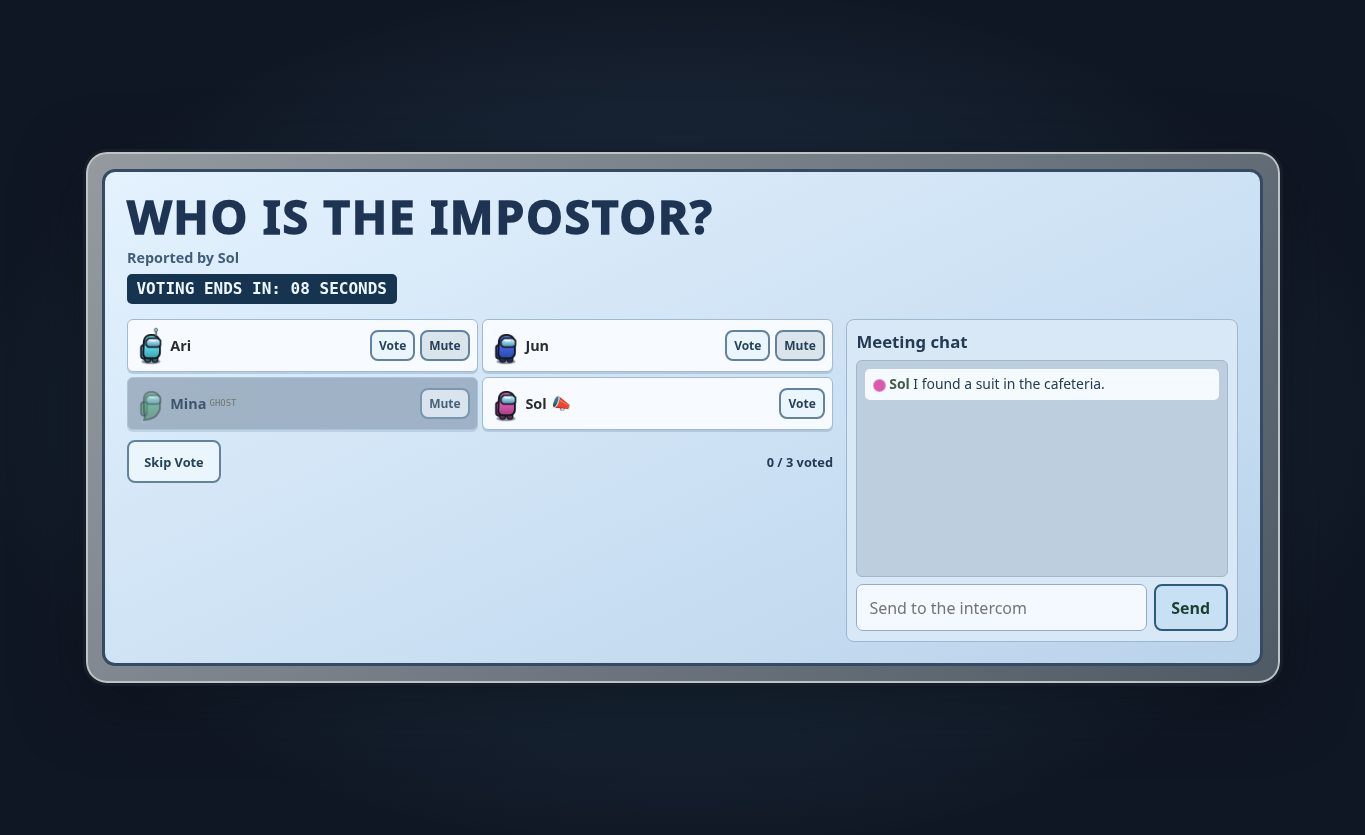 WHO IS THE IMPOSTOR?
Reported by Sol
VOTING ENDS IN: 08 SECONDS
Ari Vote Mute
Jun Vote Mute
Mina GHOST Mute
Sol Vote
Skip Vote
0 / 3 voted
Meeting chat
Sol I found a suit in the cafeteria.
Send to the intercom
Send